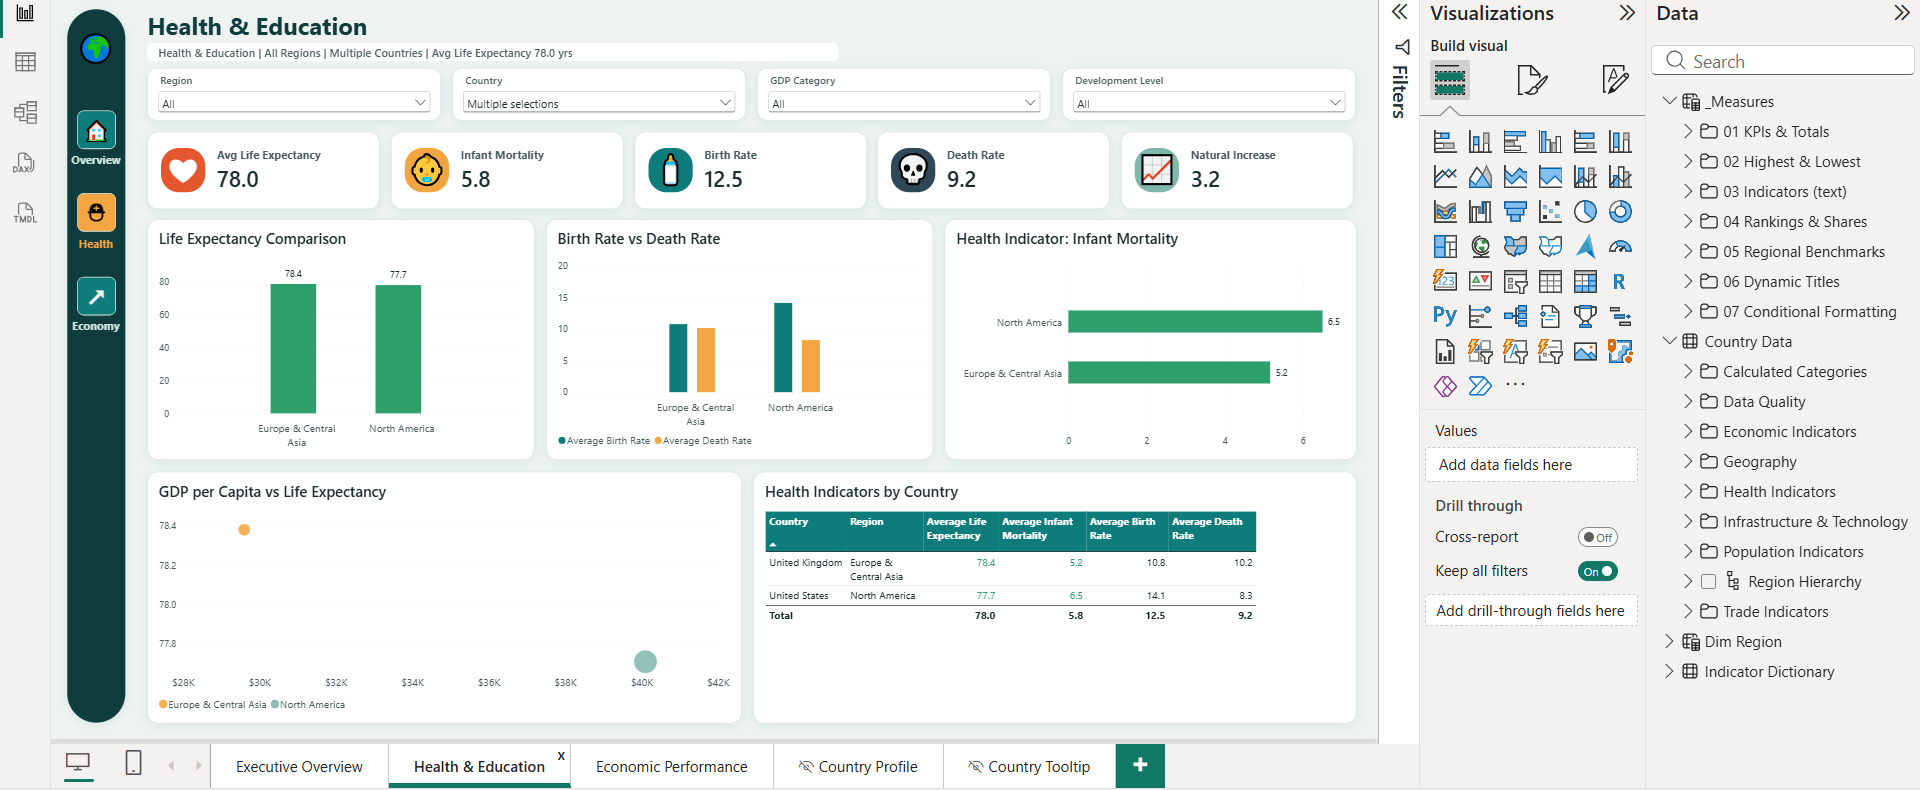 Health & Education
Health & Education | All Regions | Multiple Countries | Avg Life Expectancy 78.0 yrs
Region
All
Country
Multiple selections
GDP Category
All
Development Level
All
Overview
Health
Economy
Avg Life Expectancy
78.0
Infant Mortality
5.8
Birth Rate
12.5
Death Rate
9.2
Natural Increase
3.2
Life Expectancy Comparison
80
60
40
20
0
78.4
77.7
Europe & Central
Asia
North America
Birth Rate vs Death Rate
20
15
10
5
0
Europe & Central
Asia
North America
Average Birth Rate
Average Death Rate
Health Indicator: Infant Mortality
North America
6.5
Europe & Central Asia
5.2
0 2 4 6
GDP per Capita vs Life Expectancy
78.4
78.2
78.0
77.8
$28K $30K $32K $34K $36K $38K $40K $42K
Europe & Central Asia
North America
Health Indicators by Country
Country Region Average Life Average Infant Average Birth Average Death
Expectancy Mortality Rate Rate
United Kingdom Europe & 78.4 5.2 10.8 10.2
Central Asia
United States North America 77.7 6.5 14.1 8.3
Total 78.0 5.8 12.5 9.2
DAX
TMDL
Executive Overview
Health & Education
x
Economic Performance
Country Profile
Country Tooltip
+
Filters
Visualizations
Build visual
123
R
Py
...
Values
Add data fields here
Drill through
Cross-report
Off
Keep all filters
On
Add drill-through fields here
Data
Search
_Measures
01 KPIs & Totals
02 Highest & Lowest
03 Indicators (text)
04 Rankings & Shares
05 Regional Benchmarks
06 Dynamic Titles
07 Conditional Formatting
Country Data
Calculated Categories
Data Quality
Economic Indicators
Geography
Health Indicators
Infrastructure & Technology
Population Indicators
Region Hierarchy
Trade Indicators
Dim Region
Indicator Dictionary